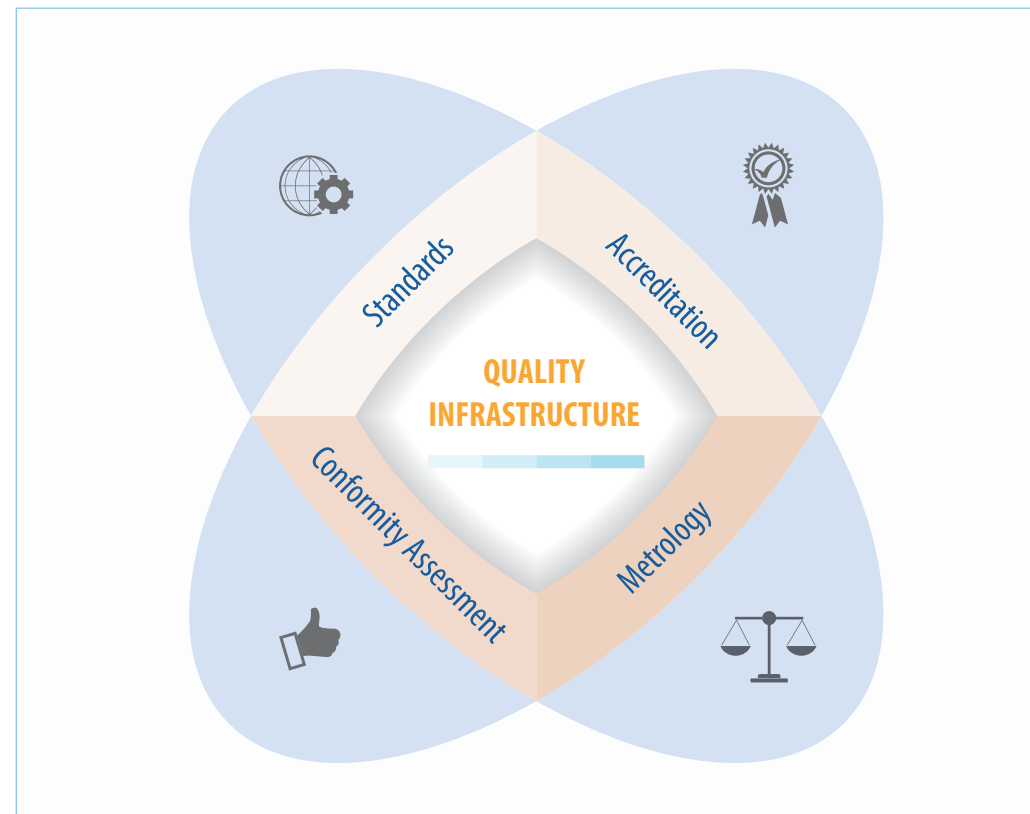 Standards
Accreditation
QUALITY
INFRASTRUCTURE
Conformity Assessment
Metrology